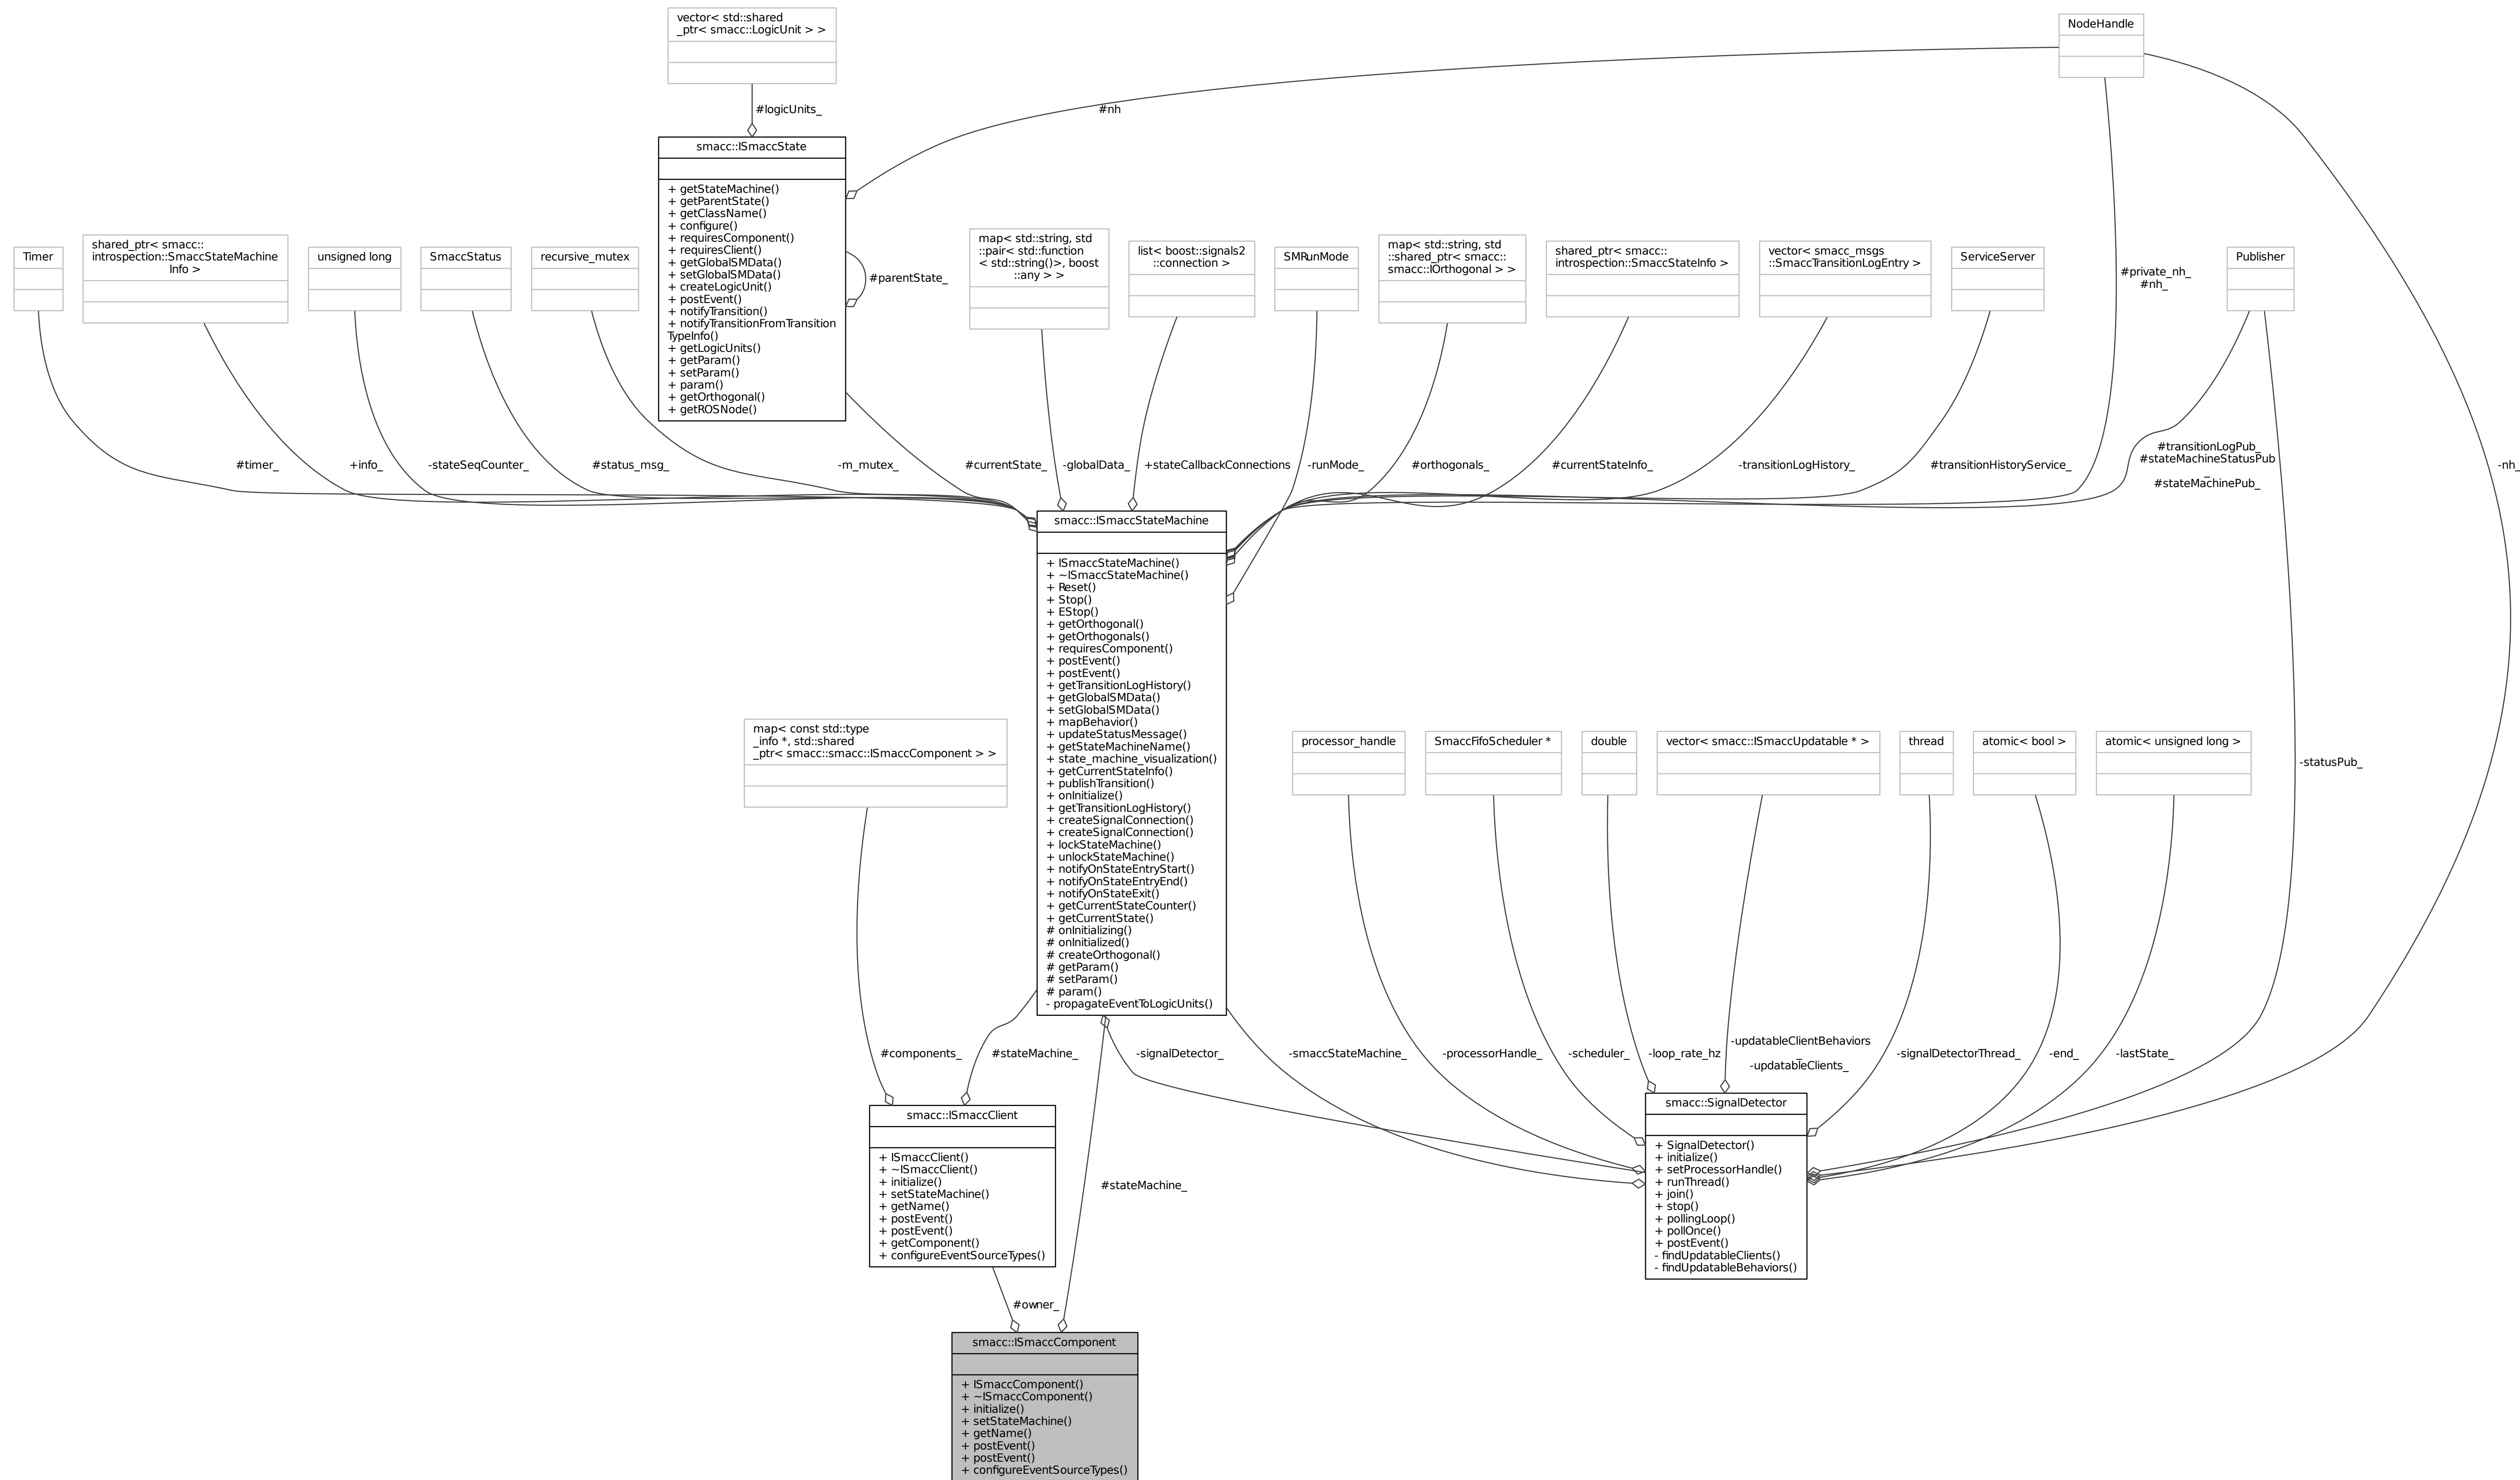 vector< std::shared
_ptr< smacc::LogicUnit > >
NodeHandle
#logicUnits_
#nh
smacc::ISmaccState
+ getStateMachine()
+ getParentState()
+ getClassName()
+ configure()
+ requiresComponent()
+ requiresClient()
+ getGlobalSMData()
+ setGlobalSMData()
+ createLogicUnit()
+ postEvent()
+ notifyTransition()
+ notifyTransitionFromTransition
TypeInfo()
+ getLogicUnits()
+ getParam()
+ setParam()
+ param()
+ getOrthogonal()
+ getROSNode()
#parentState_
Timer
shared_ptr< smacc::
introspection::SmaccStateMachine
Info >
unsigned long
SmaccStatus
recursive_mutex
map< std::string, std
::pair< std::function
< std::string()>, boost
::any > >
list< boost::signals2
::connection >
SMRunMode
map< std::string, std
::shared_ptr< smacc::
smacc::IOrthogonal > >
shared_ptr< smacc::
introspection::SmaccStateInfo >
vector< smacc_msgs
::SmaccTransitionLogEntry >
ServiceServer
#private_nh_
#nh_
Publisher
#timer_
+info_
-stateSeqCounter_
#status_msg_
-m_mutex_
#currentState_
-globalData_
+stateCallbackConnections
-runMode_
#orthogonals_
#currentStateInfo_
-transitionLogHistory_
#transitionHistoryService_
#transitionLogPub_
#stateMachineStatusPub
_
#stateMachinePub_
-nh_
smacc::ISmaccStateMachine
+ ISmaccStateMachine()
+ ~ISmaccStateMachine()
+ Reset()
+ Stop()
+ EStop()
+ getOrthogonal()
+ getOrthogonals()
+ requiresComponent()
+ postEvent()
+ postEvent()
+ getTransitionLogHistory()
+ getGlobalSMData()
+ setGlobalSMData()
+ mapBehavior()
+ updateStatusMessage()
+ getStateMachineName()
+ state_machine_visualization()
+ getCurrentStateInfo()
+ publishTransition()
+ onInitialize()
+ getTransitionLogHistory()
+ createSignalConnection()
+ createSignalConnection()
+ lockStateMachine()
+ unlockStateMachine()
+ notifyOnStateEntryStart()
+ notifyOnStateEntryEnd()
+ notifyOnStateExit()
+ getCurrentStateCounter()
+ getCurrentState()
# onInitializing()
# onInitialized()
# createOrthogonal()
# getParam()
# setParam()
# param()
- propagateEventToLogicUnits()
map< const std::type
_info *, std::shared
_ptr< smacc::smacc::ISmaccComponent > >
processor_handle
SmaccFifoScheduler *
double
vector< smacc::ISmaccUpdatable * >
thread
atomic< bool >
atomic< unsigned long >
-statusPub_
#components_
#stateMachine_
-signalDetector_
-smaccStateMachine_
-processorHandle_
-scheduler_
-loop_rate_hz
-updatableClientBehaviors
_
-updatableClients_
-signalDetectorThread_
-end_
-lastState_
smacc::ISmaccClient
+ ISmaccClient()
+ ~ISmaccClient()
+ initialize()
+ setStateMachine()
+ getName()
+ postEvent()
+ postEvent()
+ getComponent()
+ configureEventSourceTypes()
#stateMachine_
smacc::SignalDetector
+ SignalDetector()
+ initialize()
+ setProcessorHandle()
+ runThread()
+ join()
+ stop()
+ pollingLoop()
+ pollOnce()
+ postEvent()
- findUpdatableClients()
- findUpdatableBehaviors()
#owner_
smacc::ISmaccComponent
+ ISmaccComponent()
+ ~ISmaccComponent()
+ initialize()
+ setStateMachine()
+ getName()
+ postEvent()
+ postEvent()
+ configureEventSourceTypes()